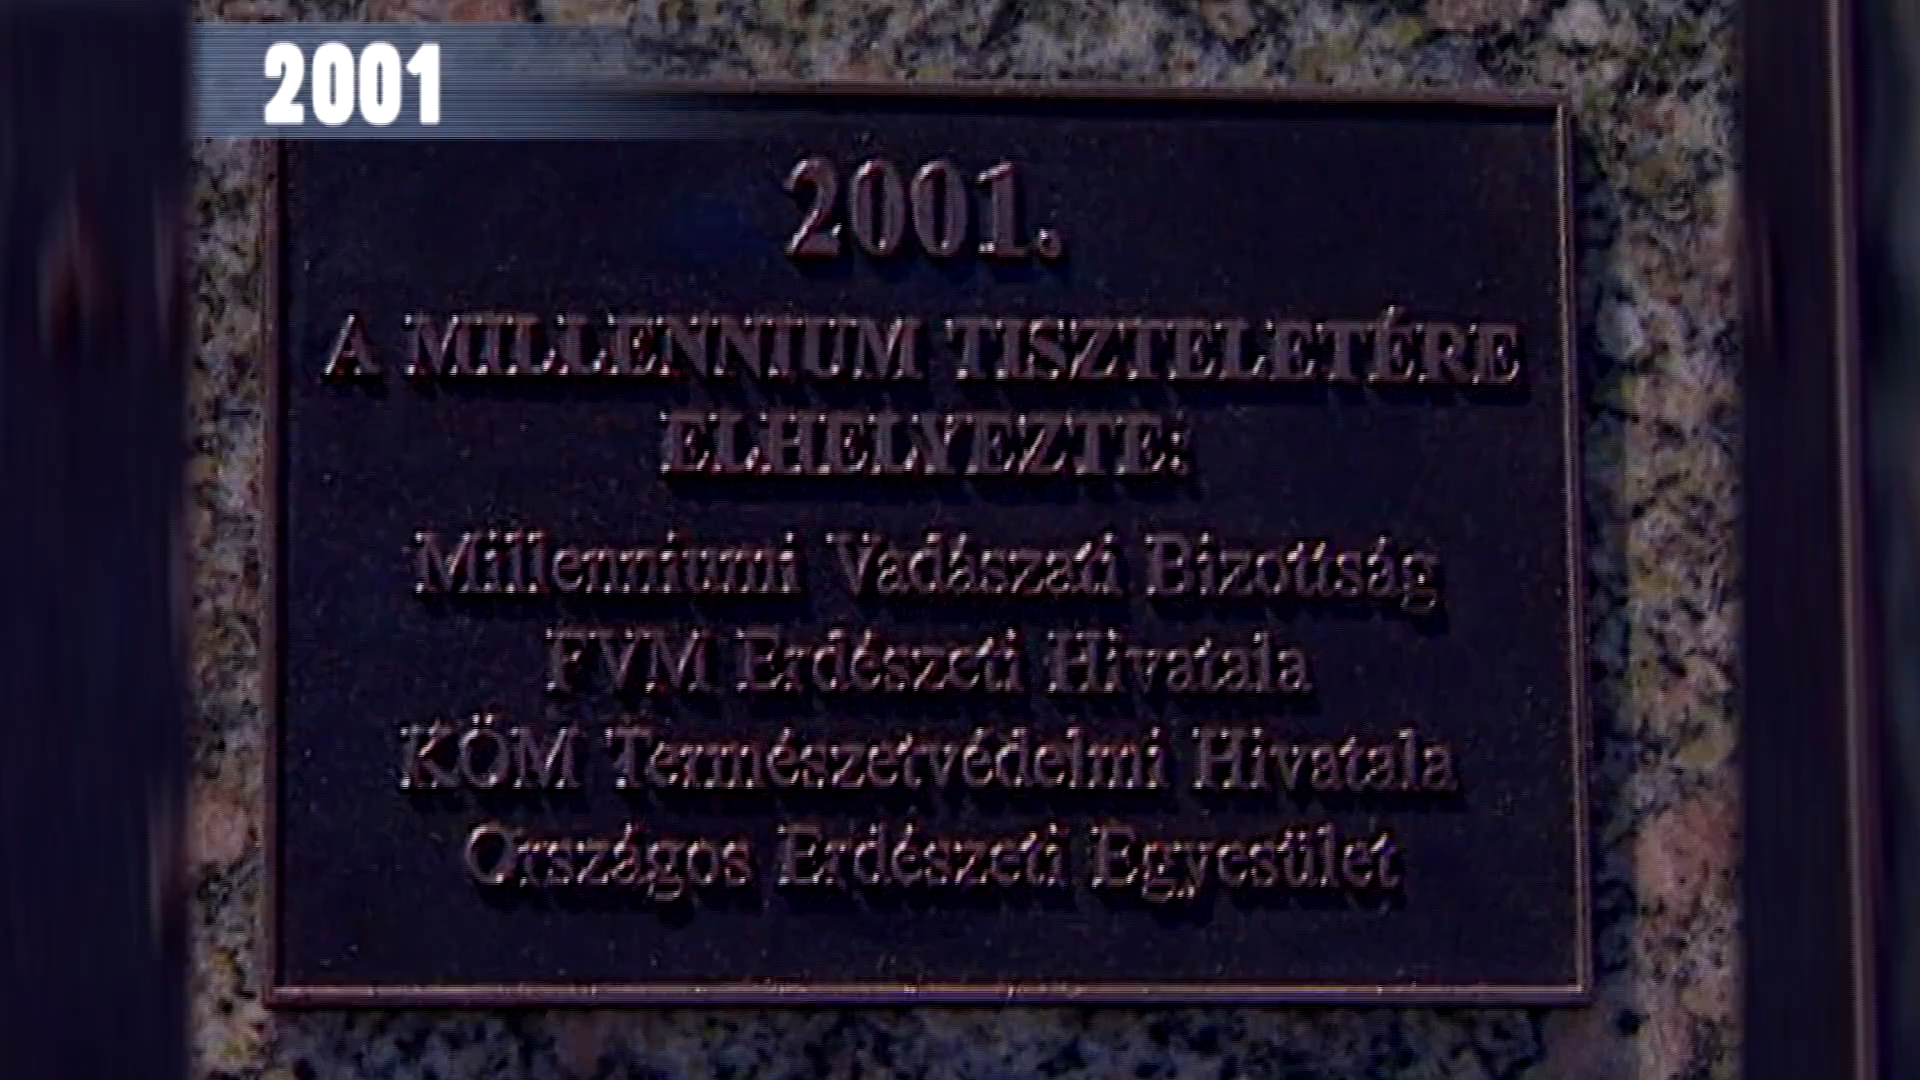 2001
2001.
A MILLENNIUM TISZTELETÉRE
ELHELYEZTE:
Millenniumi Vadászati Bizottság
FVM Erdészeti Hivatala
KÖM Természetvédelmi Hivatala
Országos Erdészeti Egyesület